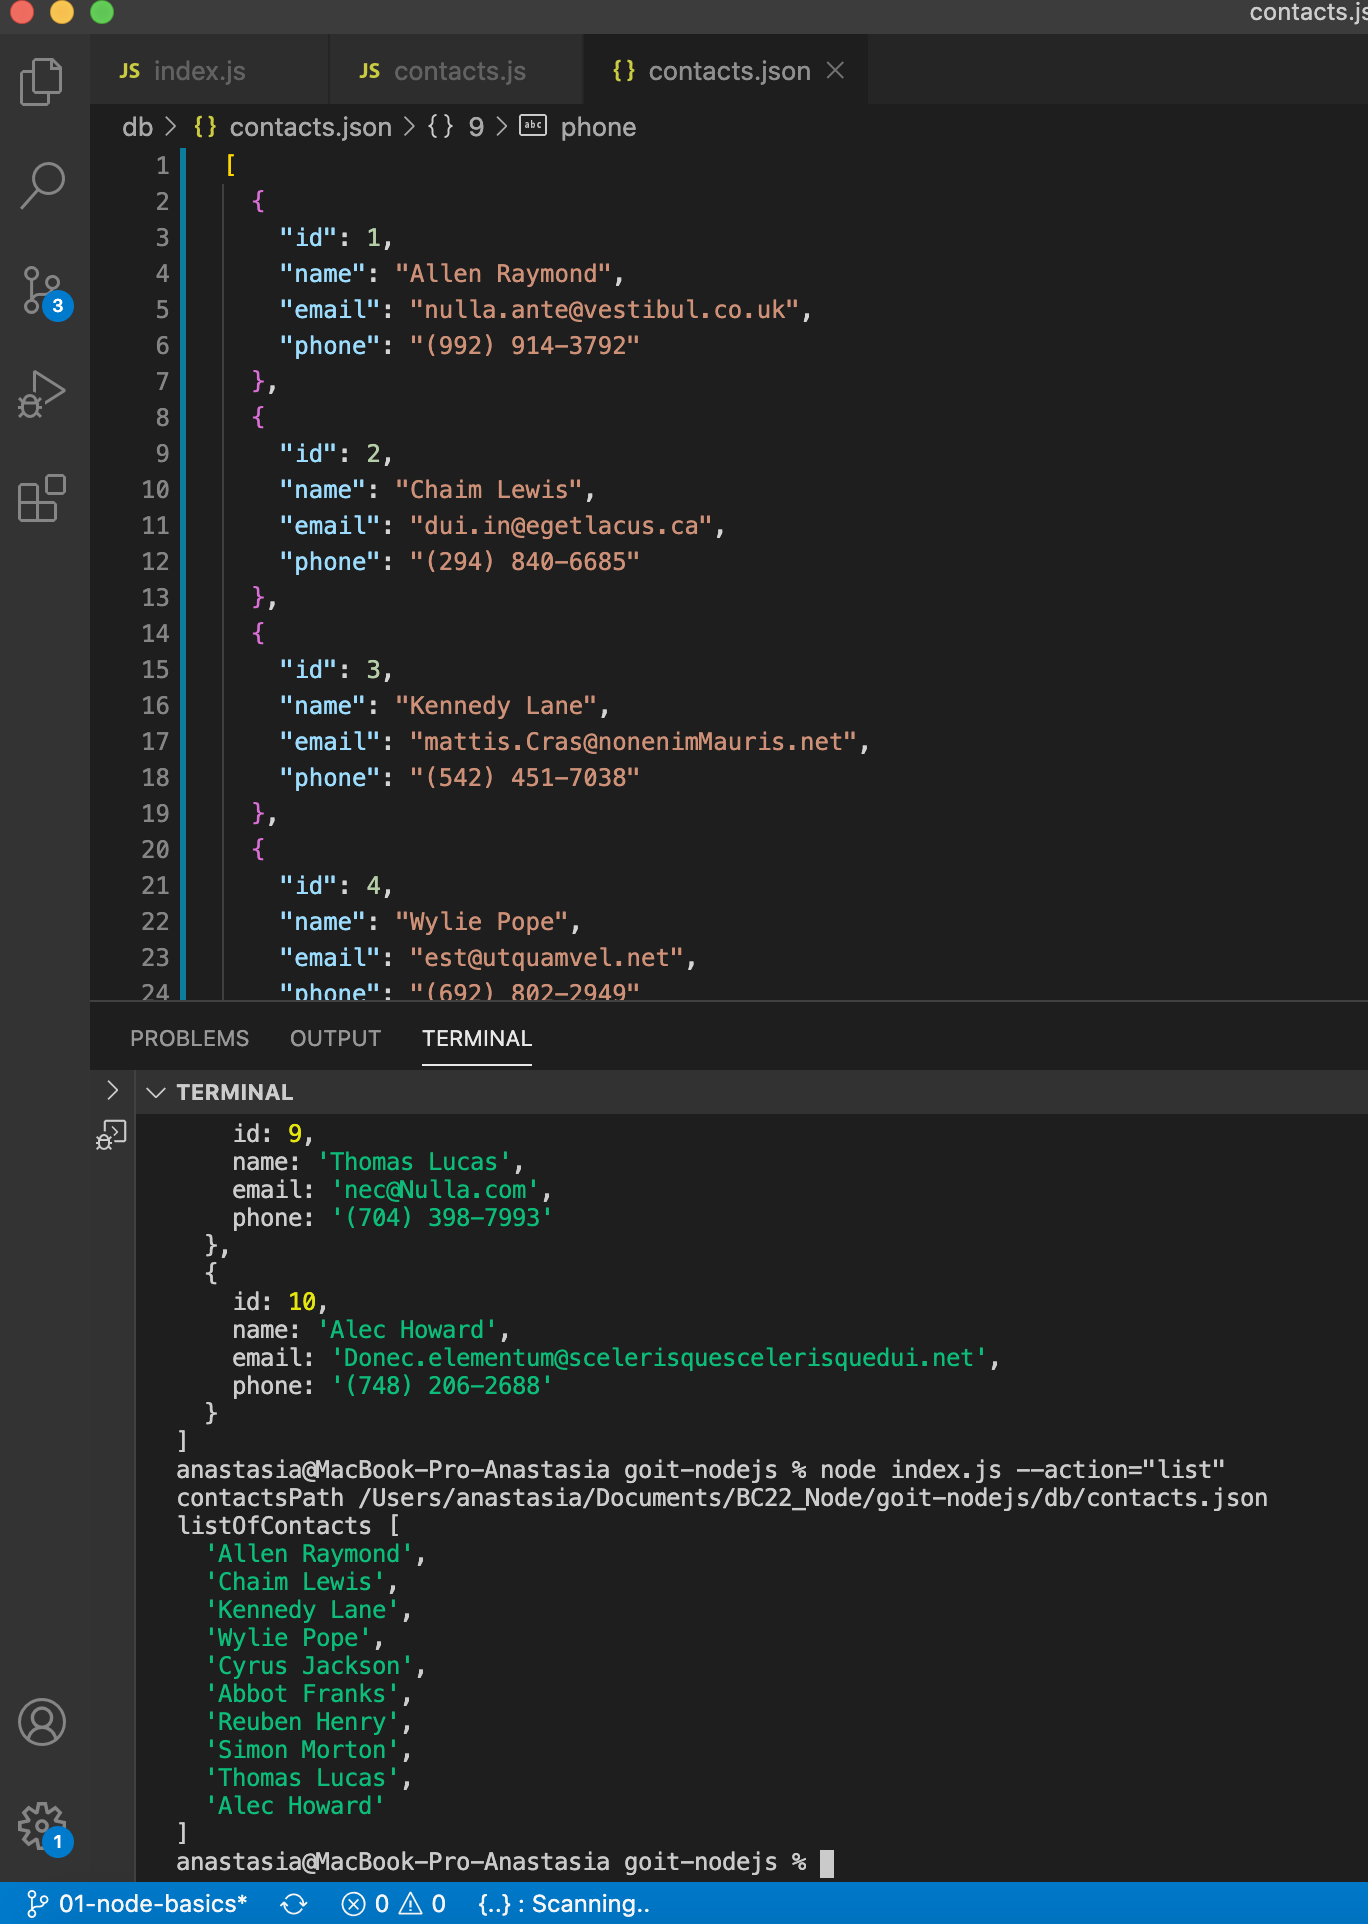 contacts.js
JS index.js JS contacts.js {} contacts.json
db > {} contacts.json > {} 9 > abc phone
1 [
2 {
3 "id": 1,
4 "name": "Allen Raymond",
5 "email": "nulla.ante@vestibul.co.uk",
6 "phone": "(992) 914-3792"
7 },
8 {
9 "id": 2,
10 "name": "Chaim Lewis",
11 "email": "dui.in@egetlacus.ca",
12 "phone": "(294) 840-6685"
13 },
14 {
15 "id": 3,
16 "name": "Kennedy Lane",
17 "email": "mattis.Cras@nonenimMauris.net",
18 "phone": "(542) 451-7038"
19 },
20 {
21 "id": 4,
22 "name": "Wylie Pope",
23 "email": "est@utquamvel.net",
24 "phone": "(692) 802-2949"
3
PROBLEMS OUTPUT TERMINAL
TERMINAL
id: 9,
name: 'Thomas Lucas',
email: 'nec@Nulla.com',
phone: '(704) 398-7993'
},
{
id: 10,
name: 'Alec Howard',
email: 'Donec.elementum@scelerisquescelerisquedui.net',
phone: '(748) 206-2688'
}
]
anastasia@MacBook-Pro-Anastasia goit-nodejs % node index.js --action="list"
contactsPath /Users/anastasia/Documents/BC22_Node/goit-nodejs/db/contacts.json
listOfContacts [
'Allen Raymond',
'Chaim Lewis',
'Kennedy Lane',
'Wylie Pope',
'Cyrus Jackson',
'Abbot Franks',
'Reuben Henry',
'Simon Morton',
'Thomas Lucas',
'Alec Howard'
]
anastasia@MacBook-Pro-Anastasia goit-nodejs %
1
01-node-basics* 0 0 {..} : Scanning..